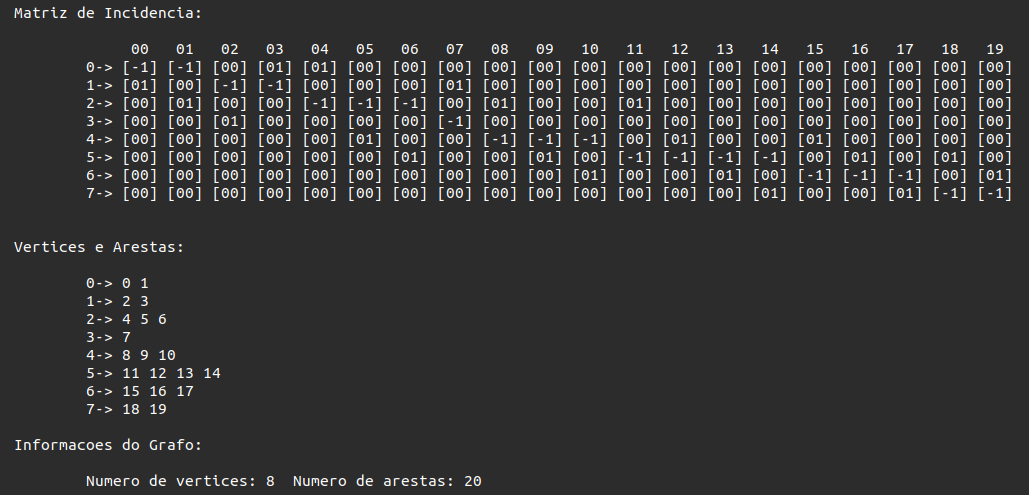 Matriz de Incidencia:
00 01 02 03 04 05 06 07 08 09 10 11 12 13 14 15 16 17 18 19
0-> [-1] [-1] [00] [01] [01] [00] [00] [00] [00] [00] [00] [00] [00] [00] [00] [00] [00] [00] [00] [00]
1-> [01] [00] [-1] [-1] [00] [00] [00] [01] [00] [00] [00] [00] [00] [00] [00] [00] [00] [00] [00] [00]
2-> [00] [01] [00] [00] [-1] [-1] [-1] [00] [01] [00] [00] [01] [00] [00] [00] [00] [00] [00] [00] [00]
3-> [00] [00] [01] [00] [00] [00] [00] [-1] [00] [00] [00] [00] [00] [00] [00] [00] [00] [00] [00] [00]
4-> [00] [00] [00] [00] [00] [01] [00] [00] [-1] [-1] [-1] [00] [01] [00] [00] [01] [00] [00] [00] [00]
5-> [00] [00] [00] [00] [00] [00] [01] [00] [00] [01] [00] [-1] [-1] [-1] [-1] [00] [01] [00] [01] [00]
6-> [00] [00] [00] [00] [00] [00] [00] [00] [00] [00] [01] [00] [00] [01] [00] [-1] [-1] [-1] [00] [01]
7-> [00] [00] [00] [00] [00] [00] [00] [00] [00] [00] [00] [00] [00] [00] [01] [00] [00] [01] [-1] [-1]
Vertices e Arestas:
0-> 0 1
1-> 2 3
2-> 4 5 6
3-> 7
4-> 8 9 10
5-> 11 12 13 14
6-> 15 16 17
7-> 18 19
Informacoes do Grafo:
Numero de vertices: 8 Numero de arestas: 20